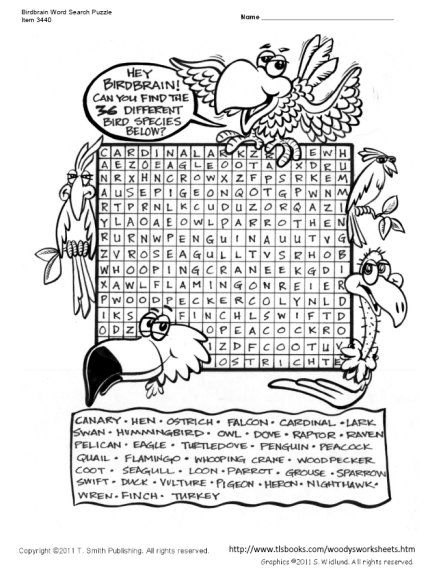 Birdbrain Word Search Puzzle
Item 3440
Name
HEY
BIRDBRAIN!
CAN YOU FIND THE
36 DIFFERENT
BIRD SPECIES
BELOW?
C A R D I N A L A R K Z R E W H
A E Z O E A G L E O O T A X D R U
N R X H N C R O W X Z F P S R K E M
A U S E P I G E O N Q O T G P W N M
R T P R N L K C U D U Z O R Q A Z I
Y L A O A E O W L P A R R O T H E N
R U R N W P E N G U I N A U U T V G
Z V R O S E A G U L L T V S R H O B
W H O O P I N G C R A N E E K G D I
X A W L F L A M I N G O N R E I E R
P W O O D P E C K E R C O L Y N L D
I K S F I N C H L S W I F T D
O D Z O P E A C O C K R O
I Z D F C O O T U V
O S T R I C H T E
CANARY • HEN • OSTRICH • FALCON • CARDINAL • LARK
SWAN • HUMMINGBIRD • OWL • DOVE • RAPTOR • RAVEN
PELICAN • EAGLE • TURTLEDOVE • PENGUIN • PEACOCK
QUAIL • FLAMINGO • WHOOPING CRANE • WOODPECKER
COOT • SEAGULL • LOON • PARROT • GROUSE • SPARROW
SWIFT • DUCK • VULTURE • PIGEON • HERON • NIGHTHAWK •
WREN • FINCH • TURKEY
Copyright ©2011 T. Smith Publishing. All rights reserved.
http://www.tlsbooks.com/woodysworksheets.htm
Graphics ©2011 S. Widlund. All rights reserved.